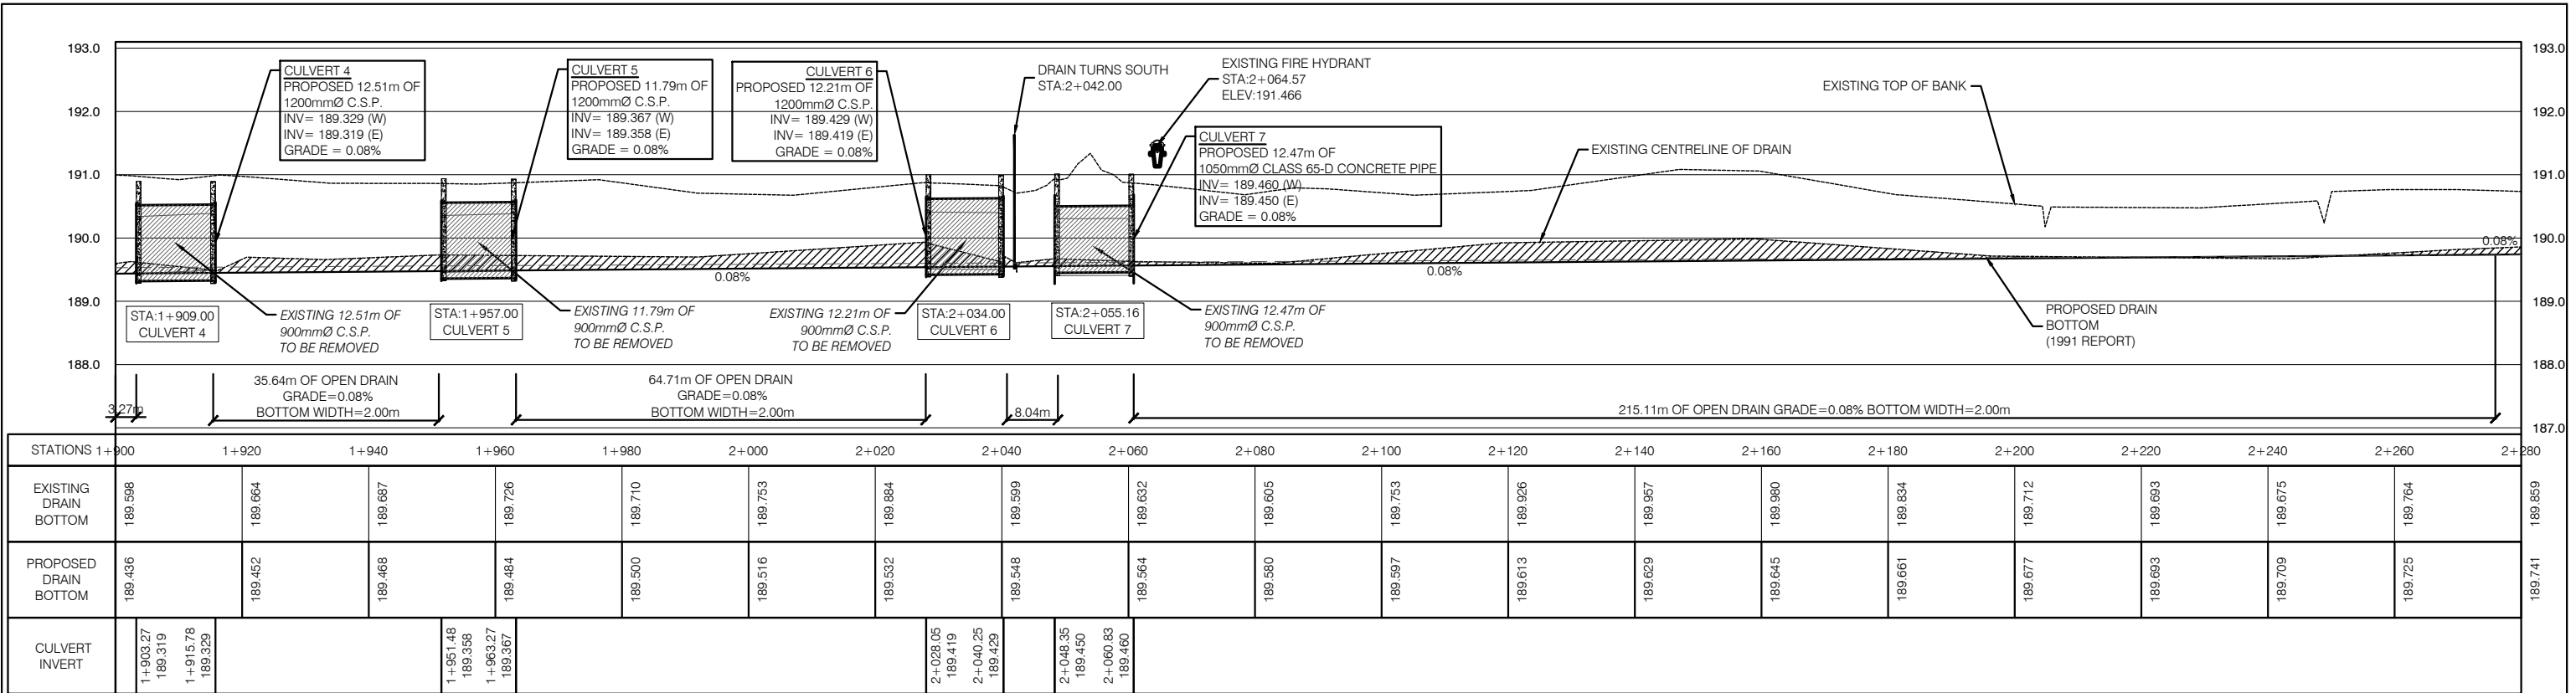 193.0
192.0
191.0
190.0
189.0
188.0
193.0
192.0
191.0
190.0
189.0
188.0
187.0
CULVERT 4
PROPOSED 12.51m OF
1200mmØ C.S.P.
INV= 189.329 (W)
INV= 189.319 (E)
GRADE = 0.08%
CULVERT 5
PROPOSED 11.79m OF
1200mmØ C.S.P.
INV= 189.367 (W)
INV= 189.358 (E)
GRADE = 0.08%
CULVERT 6
PROPOSED 12.21m OF
1200mmØ C.S.P.
INV= 189.429 (W)
INV= 189.419 (E)
GRADE = 0.08%
DRAIN TURNS SOUTH
STA:2+042.00
EXISTING FIRE HYDRANT
STA:2+064.57
ELEV:191.466
CULVERT 7
PROPOSED 12.47m OF
1050mmØ CLASS 65-D CONCRETE PIPE
INV= 189.460 (W)
INV= 189.450 (E)
GRADE = 0.08%
EXISTING TOP OF BANK
EXISTING CENTRELINE OF DRAIN
0.08%
0.08%
0.08%
STA:1+909.00
CULVERT 4
EXISTING 12.51m OF
900mmØ C.S.P.
TO BE REMOVED
STA:1+957.00
CULVERT 5
EXISTING 11.79m OF
900mmØ C.S.P.
TO BE REMOVED
EXISTING 12.21m OF
900mmØ C.S.P.
TO BE REMOVED
STA:2+034.00
CULVERT 6
STA:2+055.16
CULVERT 7
EXISTING 12.47m OF
900mmØ C.S.P.
TO BE REMOVED
PROPOSED DRAIN
BOTTOM
(1991 REPORT)
3.27m
35.64m OF OPEN DRAIN
GRADE=0.08%
BOTTOM WIDTH=2.00m
64.71m OF OPEN DRAIN
GRADE=0.08%
BOTTOM WIDTH=2.00m
8.04m
215.11m OF OPEN DRAIN GRADE=0.08% BOTTOM WIDTH=2.00m
STATIONS 1+900 1+920 1+940 1+960 1+980 2+000 2+020 2+040 2+060 2+080 2+100 2+120 2+140 2+160 2+180 2+200 2+220 2+240 2+260 2+280
EXISTING
DRAIN
BOTTOM
189.598 189.664 189.687 189.726 189.710 189.753 189.884 189.599 189.632 189.605 189.753 189.926 189.957 189.980 189.834 189.712 189.693 189.675 189.764 189.859
PROPOSED
DRAIN
BOTTOM
189.436 189.452 189.468 189.484 189.500 189.516 189.532 189.548 189.564 189.580 189.597 189.613 189.629 189.645 189.661 189.677 189.693 189.709 189.725 189.741
CULVERT
INVERT
1+903.27
189.319
1+915.78
189.329
1+951.48
189.358
1+963.27
189.367
2+028.05
189.419
2+040.25
189.429
2+048.35
189.450
2+060.83
189.460